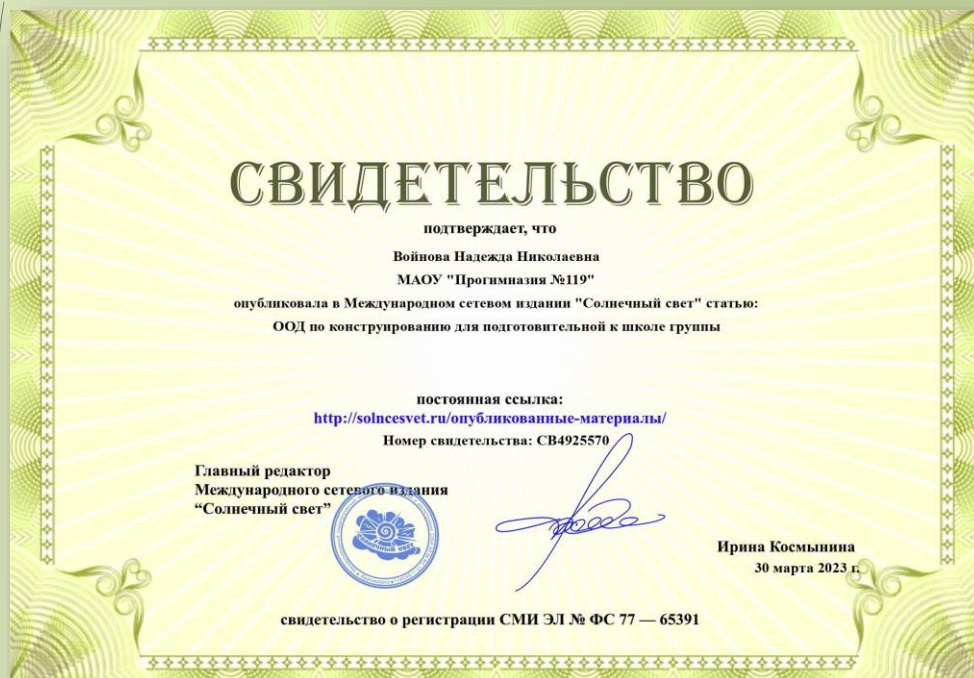 СВИДЕТЕЛЬСТВО
подтверждает, что
Войнова Надежда Николаевна
МАОУ "Прогимназия №119"
опубликовала в Международном сетевом издании "Солнечный свет" статью:
ООД по конструированию для подготовительной к школе группы
постоянная ссылка:
http://solncesvet.ru/опубликованные-материалы/
Номер свидетельства: СВ4925570
Главный редактор
Международного сетевого издания
“Солнечный свет”
СОЛНЕЧНЫЙ СВЕТ
Ирина Космынина
30 марта 2023 г.
свидетельство о регистрации СМИ ЭЛ № ФС 77 — 65391